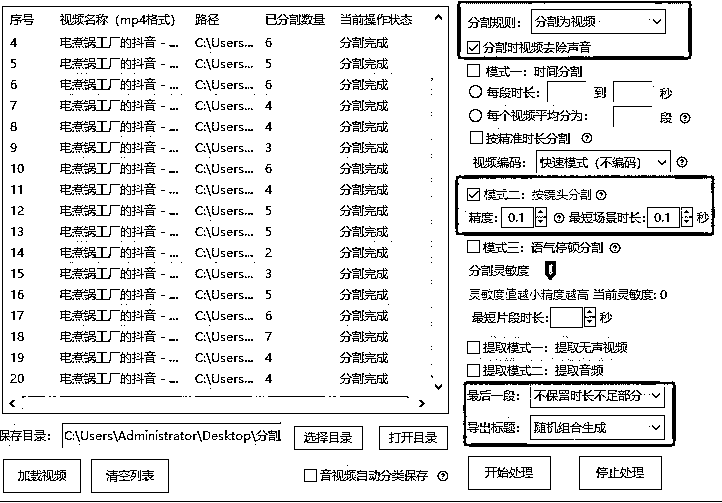 序号 视频名称（mp4格式） 路径 已分割数量 当前操作状态
4 电煮锅工厂的抖音 - ... C:\Users... 6 分割完成
5 电煮锅工厂的抖音 - ... C:\Users... 5 分割完成
6 电煮锅工厂的抖音 - ... C:\Users... 6 分割完成
7 电煮锅工厂的抖音 - ... C:\Users... 4 分割完成
8 电煮锅工厂的抖音 - ... C:\Users... 4 分割完成
9 电煮锅工厂的抖音 - ... C:\Users... 3 分割完成
10 电煮锅工厂的抖音 - ... C:\Users... 6 分割完成
11 电煮锅工厂的抖音 - ... C:\Users... 4 分割完成
12 电煮锅工厂的抖音 - ... C:\Users... 5 分割完成
13 电煮锅工厂的抖音 - ... C:\Users... 5 分割完成
14 电煮锅工厂的抖音 - ... C:\Users... 2 分割完成
15 电煮锅工厂的抖音 - ... C:\Users... 3 分割完成
16 电煮锅工厂的抖音 - ... C:\Users... 5 分割完成
17 电煮锅工厂的抖音 - ... C:\Users... 6 分割完成
18 电煮锅工厂的抖音 - ... C:\Users... 7 分割完成
19 电煮锅工厂的抖音 - ... C:\Users... 4 分割完成
20 电煮锅工厂的抖音 - ... C:\Users... 4 分割完成
保存目录： C:\Users\Administrator\Desktop\分割 选择目录 打开目录
加载视频 清空列表 音视频自动分类保存 ?
分割规则： 分割为视频
分割时视频去除声音
模式一：时间分割
每段时长： 到 秒
每个视频平均分为： 段 ?
按精准时长分割 ?
视频编码： 快速模式（不编码） ?
模式二：按镜头分割 ?
精度： 0.1 ? 最短场景时长： 0.1 秒
模式三：语气停顿分割 ?
分割灵敏度
灵敏度值越小精度越高 当前灵敏度: 0
最短片段时长： 秒
提取模式一：提取无声视频
提取模式二：提取音频
最后一段： 不保留时长不足部分
导出标题： 随机组合生成
开始处理 停止处理